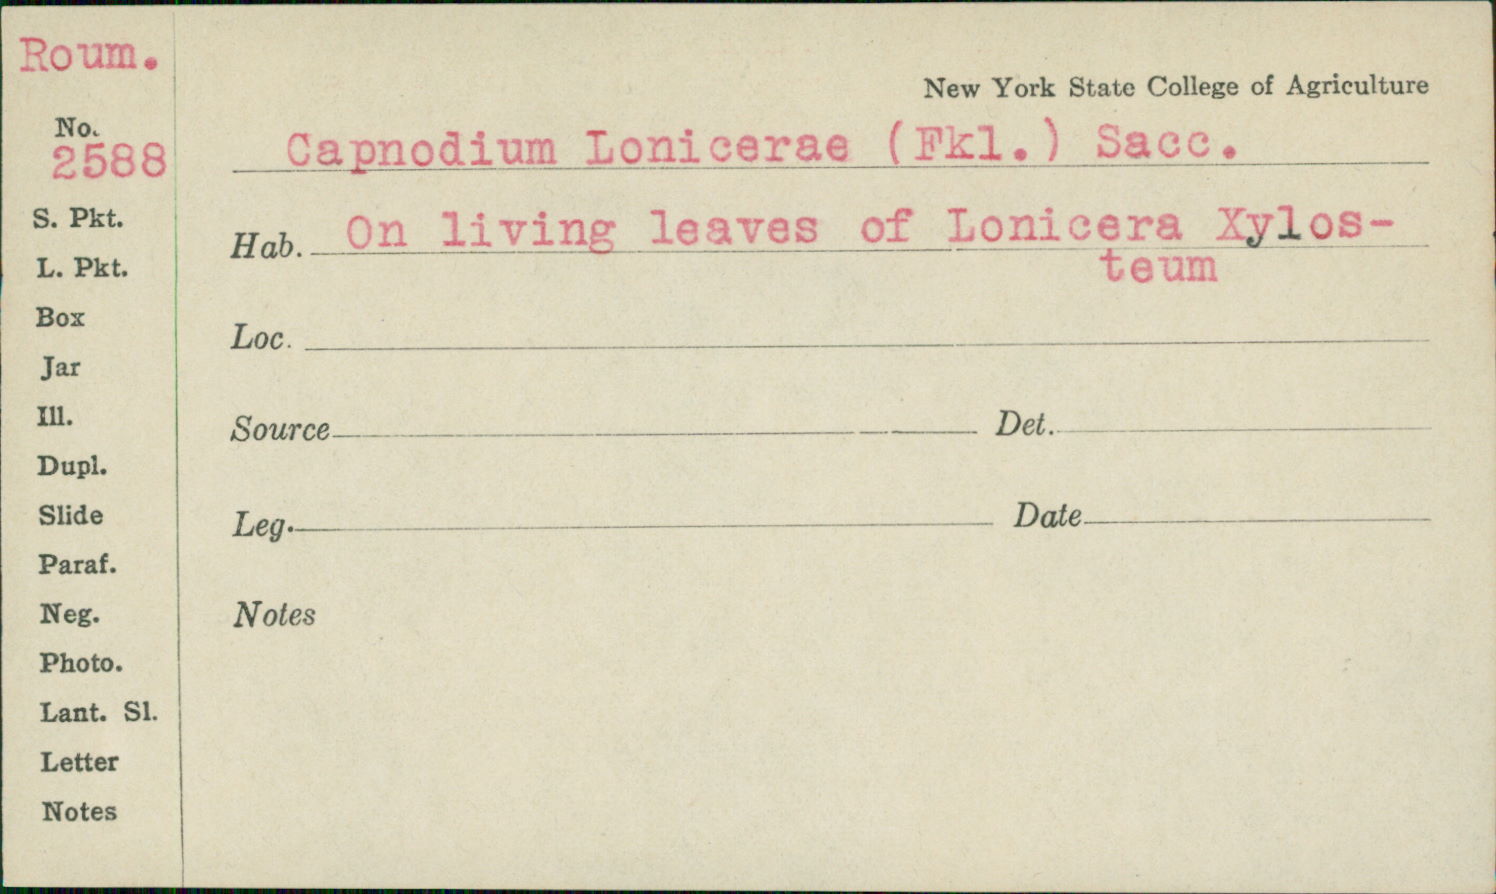 Roum.
No.
2588
S. Pkt.
L. Pkt.
Box
Jar
Ill.
Dupl.
Slide
Paraf.
Neg.
Photo.
Lant. Sl.
Letter
Notes
New York State College of Agriculture
Capnodium Lonicerae (Fkl.) Sacc.
Hab. On living leaves of Lonicera Xylos-
teum
Loc.
Source Det.
Leg. Date
Notes